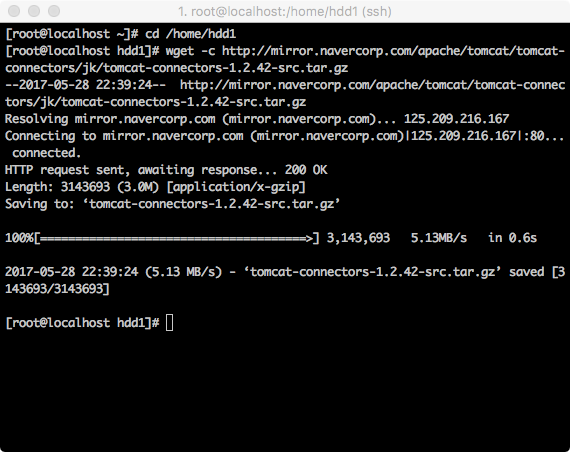 1. root@localhost:/home/hdd1 (ssh)
[root@localhost ~]# cd /home/hdd1
[root@localhost hdd1]# wget -c http://mirror.navercorp.com/apache/tomcat/tomcat-
connectors/jk/tomcat-connectors-1.2.42-src.tar.gz
--2017-05-28 22:39:24--  http://mirror.navercorp.com/apache/tomcat/tomcat-connec
tors/jk/tomcat-connectors-1.2.42-src.tar.gz
Resolving mirror.navercorp.com (mirror.navercorp.com)... 125.209.216.167
Connecting to mirror.navercorp.com (mirror.navercorp.com)|125.209.216.167|:80...
 connected.
HTTP request sent, awaiting response... 200 OK
Length: 3143693 (3.0M) [application/x-gzip]
Saving to: ‘tomcat-connectors-1.2.42-src.tar.gz’
100%[======================================>] 3,143,693   5.13MB/s   in 0.6s
2017-05-28 22:39:24 (5.13 MB/s) - ‘tomcat-connectors-1.2.42-src.tar.gz’ saved [3
143693/3143693]
[root@localhost hdd1]#